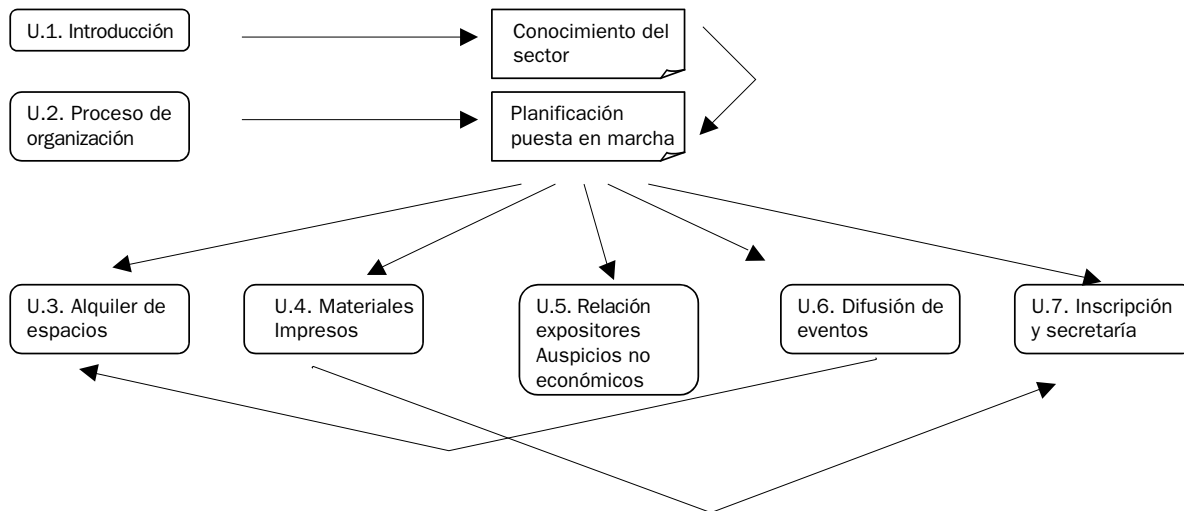 U.1. Introducción
Conocimiento del
sector
U.2. Proceso de
organización
Planificación
puesta en marcha
U.3. Alquiler de
espacios
U.4. Materiales
Impresos
U.5. Relación
expositores
Auspicios no
económicos
U.6. Difusión de
eventos
U.7. Inscripción
y secretaría